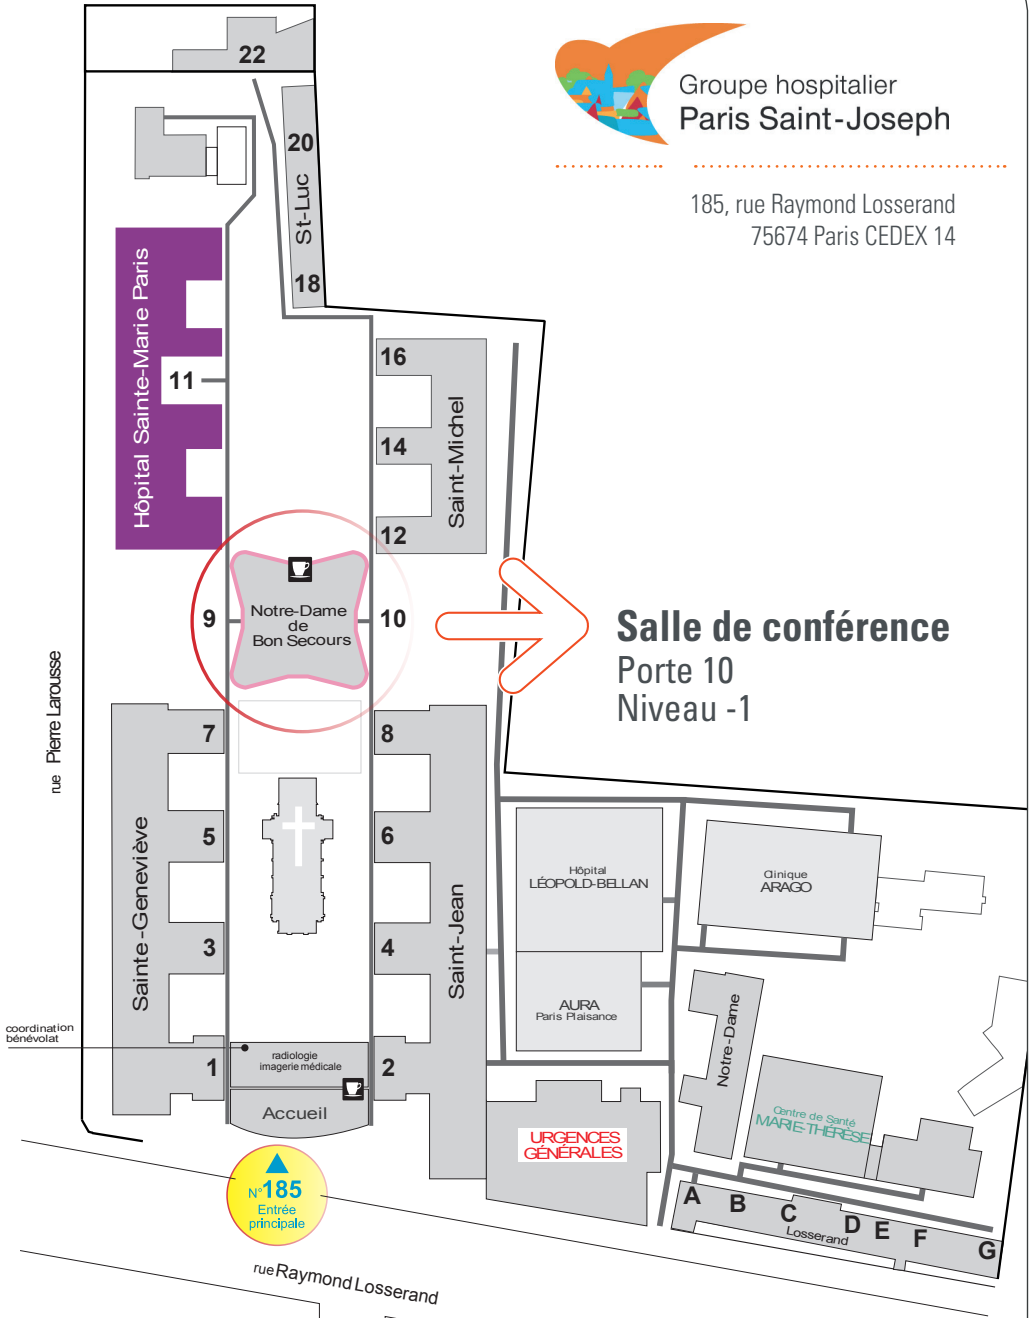 22
Groupe hospitalier
Paris Saint-Joseph
185, rue Raymond Losserand
75674 Paris CEDEX 14
20
St-Luc
18
Hôpital Sainte-Marie Paris
11
16
14
12
Saint-Michel
9
Notre-Dame
de
Bon Secours
10
Salle de conférence
Porte 10
Niveau -1
rue Pierre Larousse
7
8
5
6
3
4
1
2
Sainte-Geneviève
Saint-Jean
Hôpital
LÉOPOLD-BELLAN
Clinique
ARAGO
AURA
Paris Plaisance
Notre-Dame
coordination
bénévolat
radiologie
imagerie médicale
Accueil
Centre de Santé
MARIE-THÉRÈSE
URGENCES
GÉNÉRALES
N°185
Entrée
principale
A B C D E F G
Losserand
rue Raymond Losserand